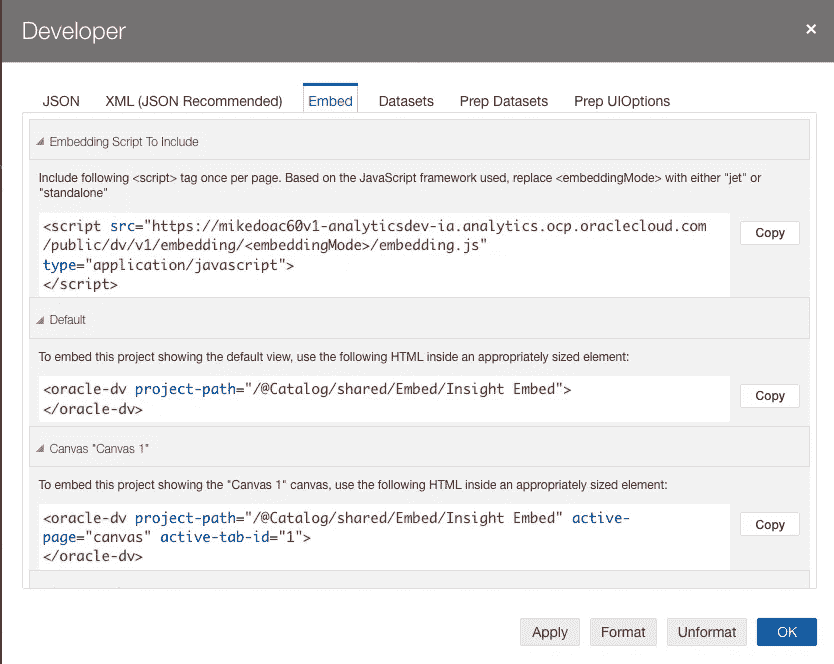 Developer
×
JSON XML (JSON Recommended) Embed Datasets Prep Datasets Prep UIOptions
Embedding Script To Include
Include following <script> tag once per page. Based on the JavaScript framework used, replace <embeddingMode> with either "jet" or
"standalone"
<script src="https://mikedoac60v1-analyticsdev-ia.analytics.ocp.oraclecloud.com
/public/dv/v1/embedding/<embeddingMode>/embedding.js"
type="application/javascript">
</script>
Copy
Default
To embed this project showing the default view, use the following HTML inside an appropriately sized element:
<oracle-dv project-path="/@Catalog/shared/Embed/Insight Embed">
</oracle-dv>
Copy
Canvas "Canvas 1"
To embed this project showing the "Canvas 1" canvas, use the following HTML inside an appropriately sized element:
<oracle-dv project-path="/@Catalog/shared/Embed/Insight Embed" active-
page="canvas" active-tab-id="1">
</oracle-dv>
Copy
Apply Format Unformat OK